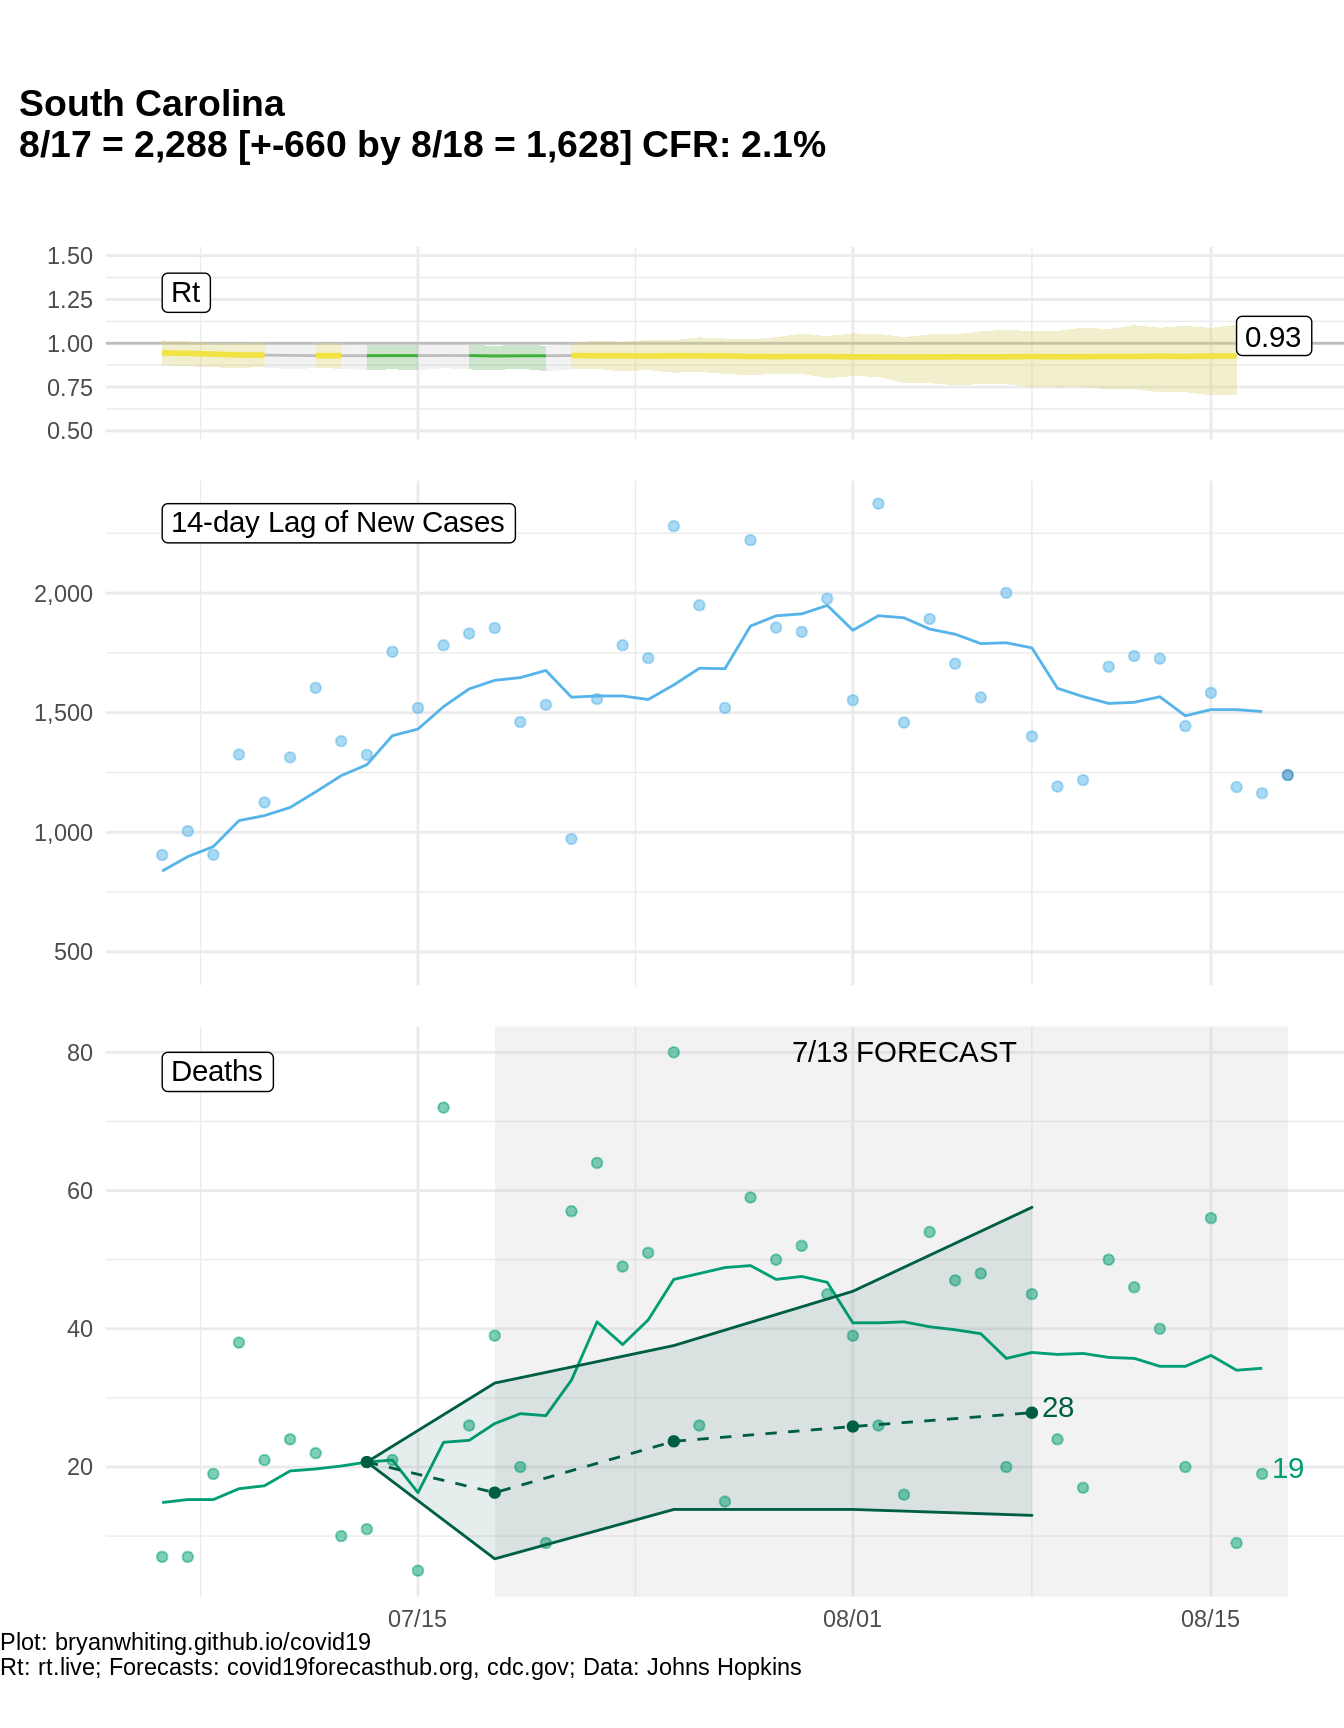 South Carolina
8/17 = 2,288 [+-660 by 8/18 = 1,628] CFR: 2.1%
1.50
1.25
1.00
0.75
0.50
Rt
0.93
14-day Lag of New Cases
2,000
1,500
1,000
500
80
60
40
20
Deaths
7/13 FORECAST
28
19
07/15
08/01
08/15
Plot: bryanwhiting.github.io/covid19
Rt: rt.live; Forecasts: covid19forecasthub.org, cdc.gov; Data: Johns Hopkins